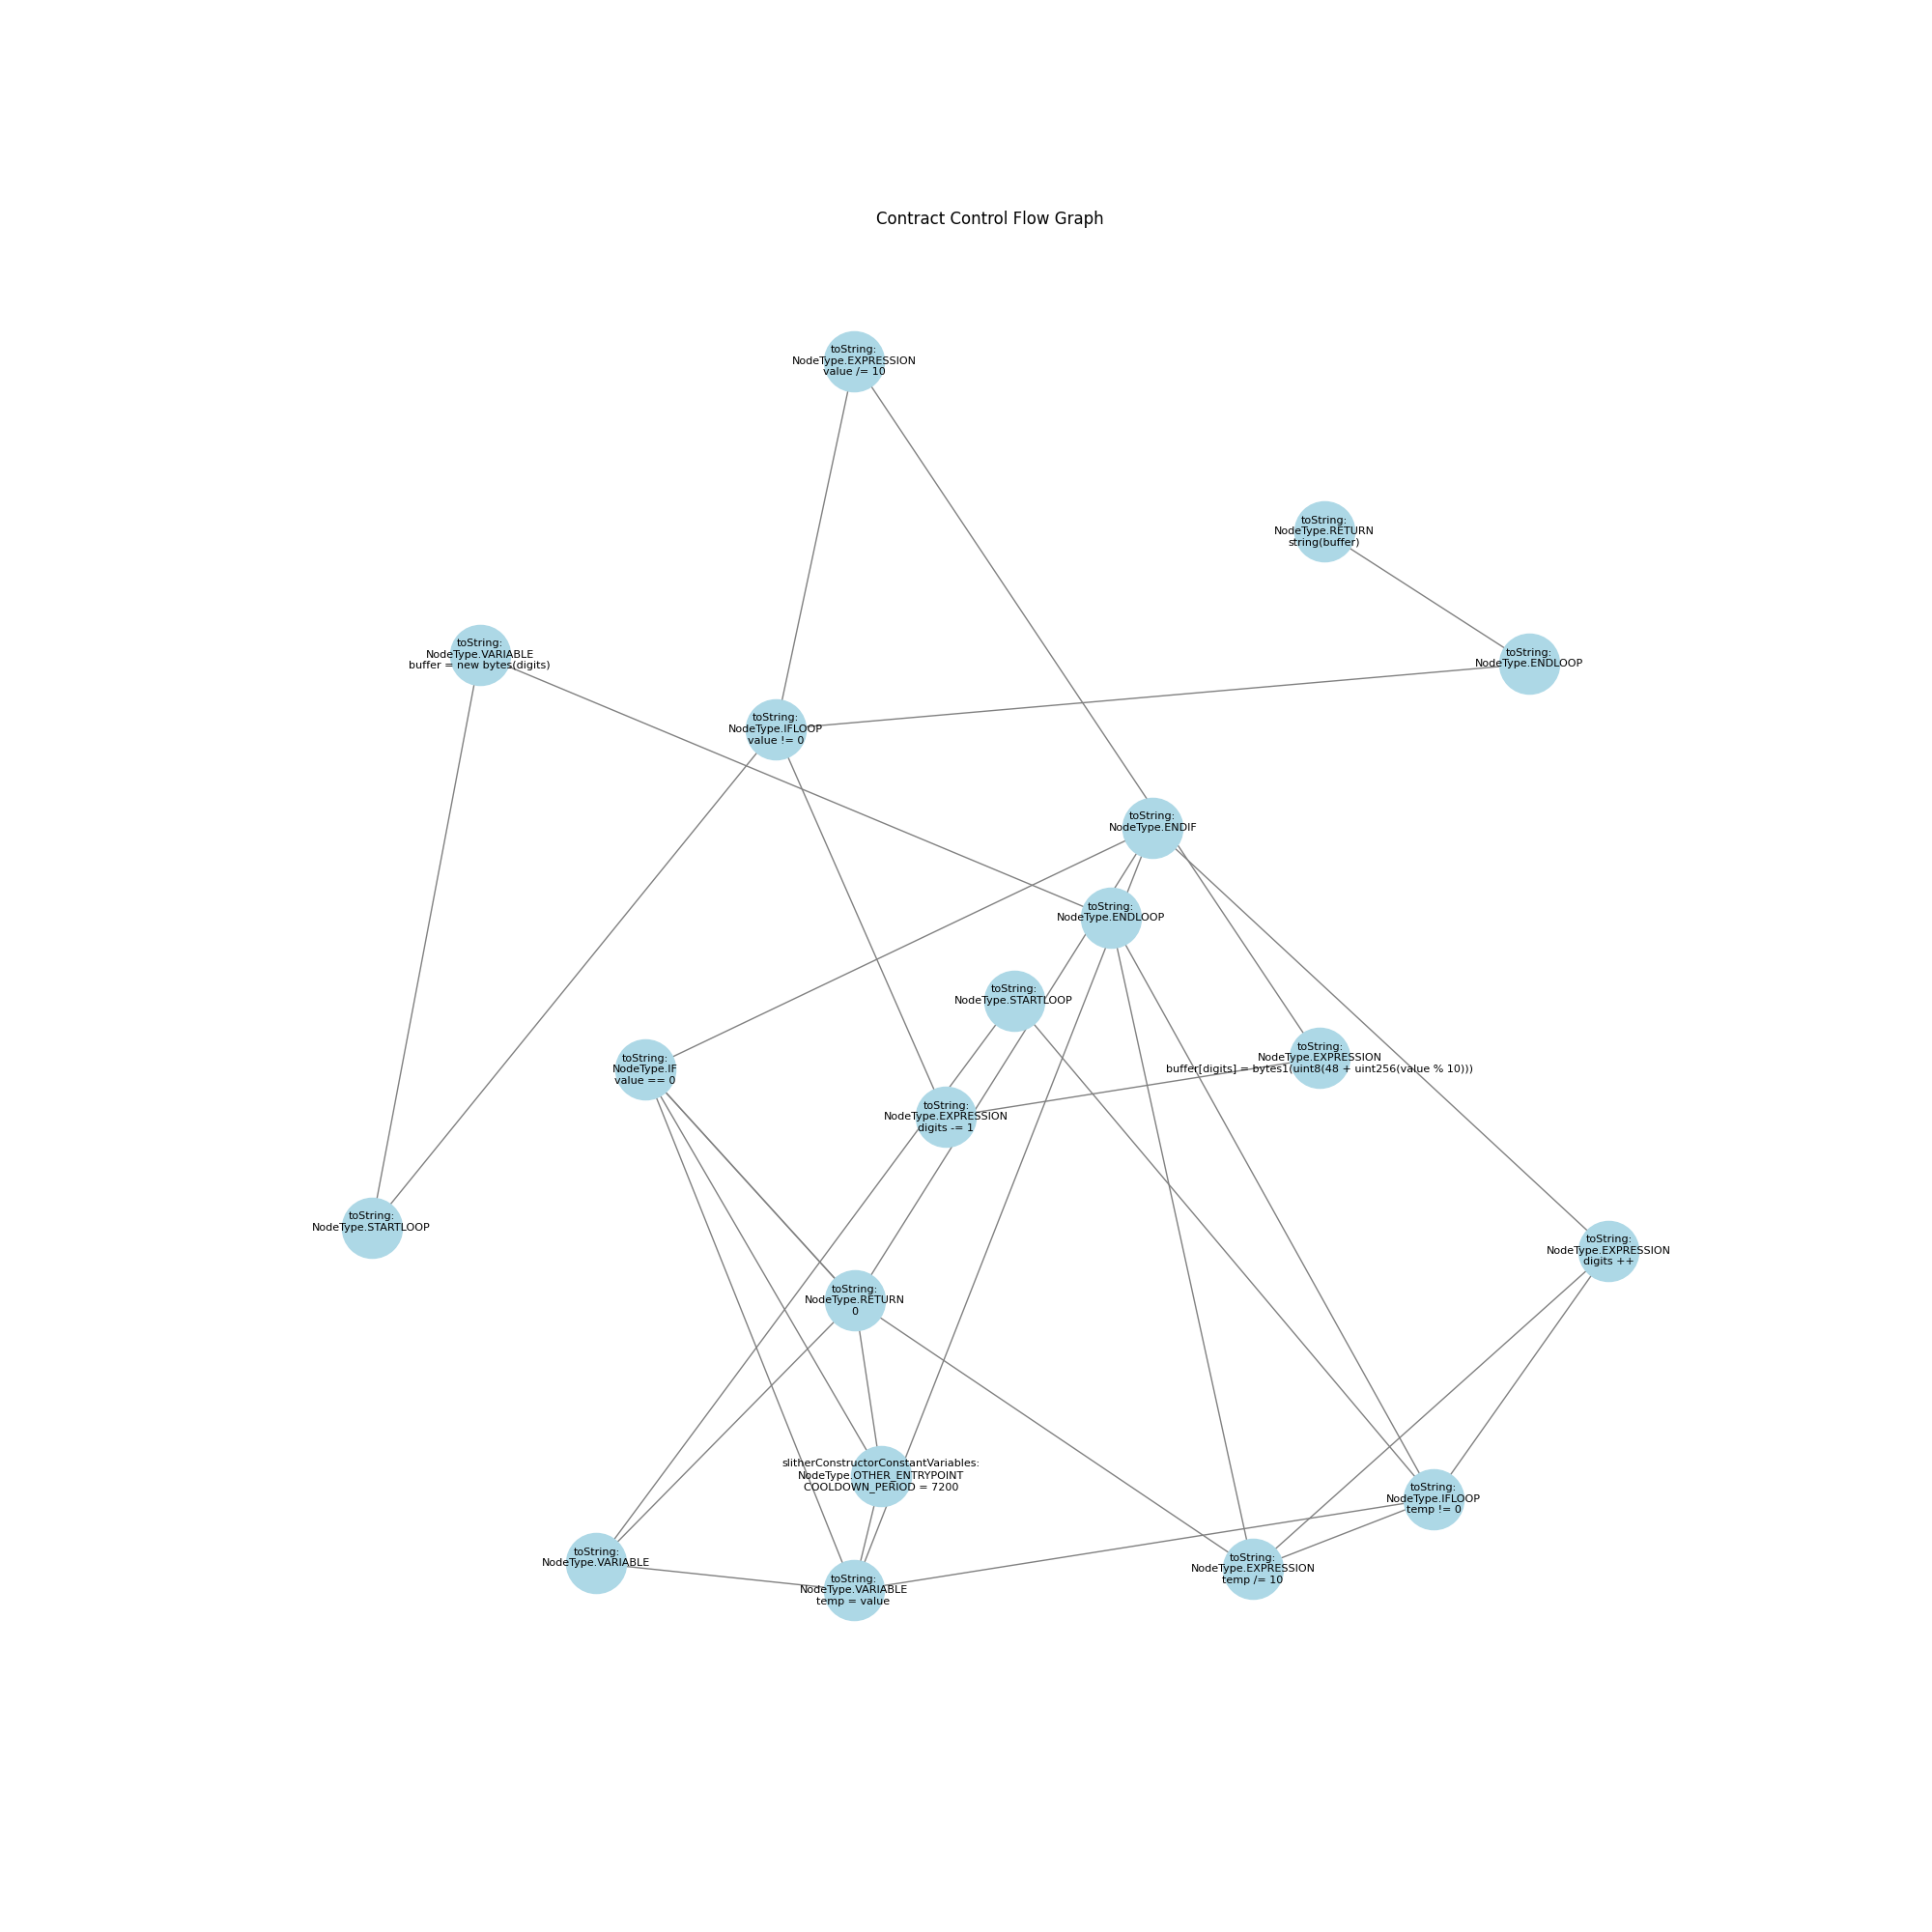 Contract Control Flow Graph
toString:
NodeType.EXPRESSION
value /= 10
toString:
NodeType.RETURN
string(buffer)
toString:
NodeType.VARIABLE
buffer = new bytes(digits)
toString:
NodeType.ENDLOOP
toString:
NodeType.IFLOOP
value != 0
toString:
NodeType.ENDIF
toString:
NodeType.ENDLOOP
toString:
NodeType.STARTLOOP
toString:
NodeType.IF
value == 0
toString:
NodeType.EXPRESSION
buffer[digits] = bytes1(uint8(48 + uint256(value % 10)))
toString:
NodeType.EXPRESSION
digits -= 1
toString:
NodeType.STARTLOOP
toString:
NodeType.EXPRESSION
digits ++
toString:
NodeType.RETURN
0
slitherConstructorConstantVariables:
NodeType.OTHER_ENTRYPOINT
COOLDOWN_PERIOD = 7200
toString:
NodeType.IFLOOP
temp != 0
toString:
NodeType.VARIABLE
toString:
NodeType.EXPRESSION
temp /= 10
toString:
NodeType.VARIABLE
temp = value